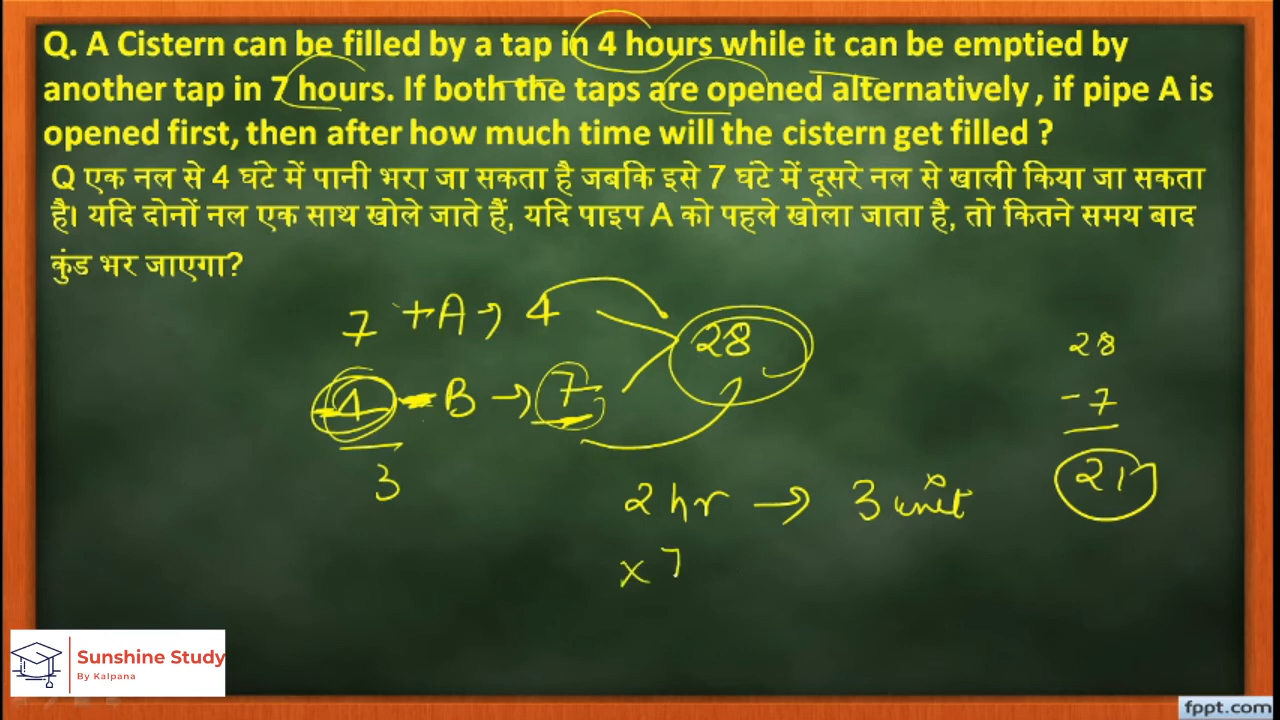 Q. A Cistern can be filled by a tap in 4 hours while it can be emptied by
another tap in 7 hours. If both the taps are opened alternatively , if pipe A is
opened first, then after how much time will the cistern get filled ?
Q एक नल से 4 घंटे में पानी भरा जा सकता है जबकि इसे 7 घंटे में दूसरे नल से खाली किया जा सकता
है। यदि दोनों नल एक साथ खोले जाते हैं, यदि पाइप A को पहले खोला जाता है, तो कितने समय बाद
कुंड भर जाएगा?
7 +A → 4
28
-4 - B → 7
3
28
- 7
21
2 hr → 3 unit
x 7
Sunshine Study
By Kalpana
fppt.com